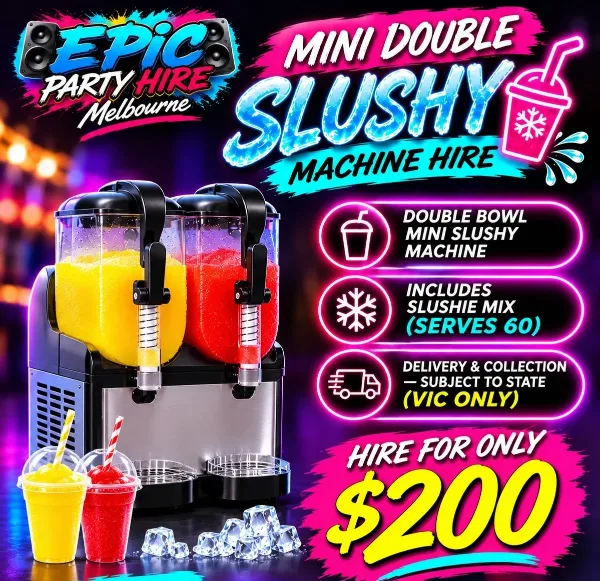 EPIC
PARTY HIRE
Melbourne
MINI DOUBLE
SLUSHY
MACHINE HIRE
DOUBLE BOWL
MINI SLUSHY
MACHINE
INCLUDES
SLUSHIE MIX
(SERVES 60)
DELIVERY & COLLECTION
— SUBJECT TO STATE
(VIC ONLY)
HIRE FOR ONLY
$200